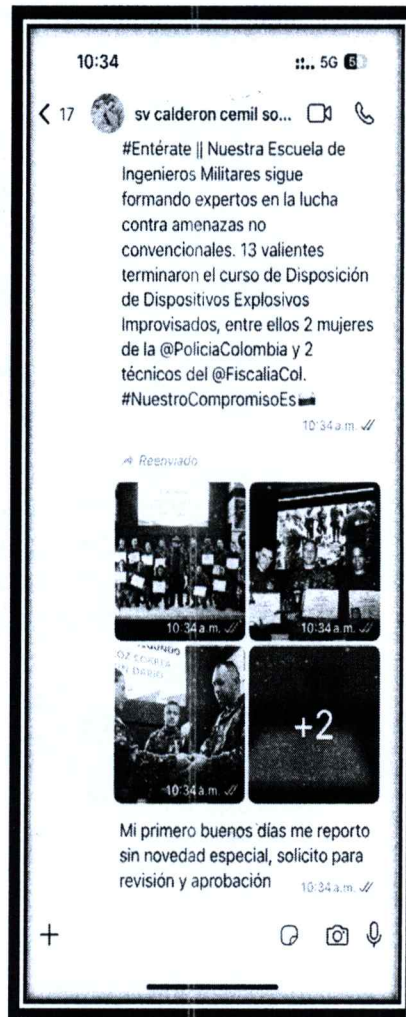 10:34
5G 5
17 sv calderon cemil so...
#Entérate || Nuestra Escuela de
Ingenieros Militares sigue
formando expertos en la lucha
contra amenazas no
convencionales. 13 valientes
terminaron el curso de Disposición
de Dispositivos Explosivos
Improvisados, entre ellos 2 mujeres
de la @PoliciaColombia y 2
técnicos del @FiscaliaCol.
#NuestroCompromisoEs
10:34 a.m.
Reenviado
10:34 a.m.
10:34 a.m.
10:34 a.m.
+2
Mi primero buenos días me reporto
sin novedad especial, solicito para
revisión y aprobación
10:34 a.m.